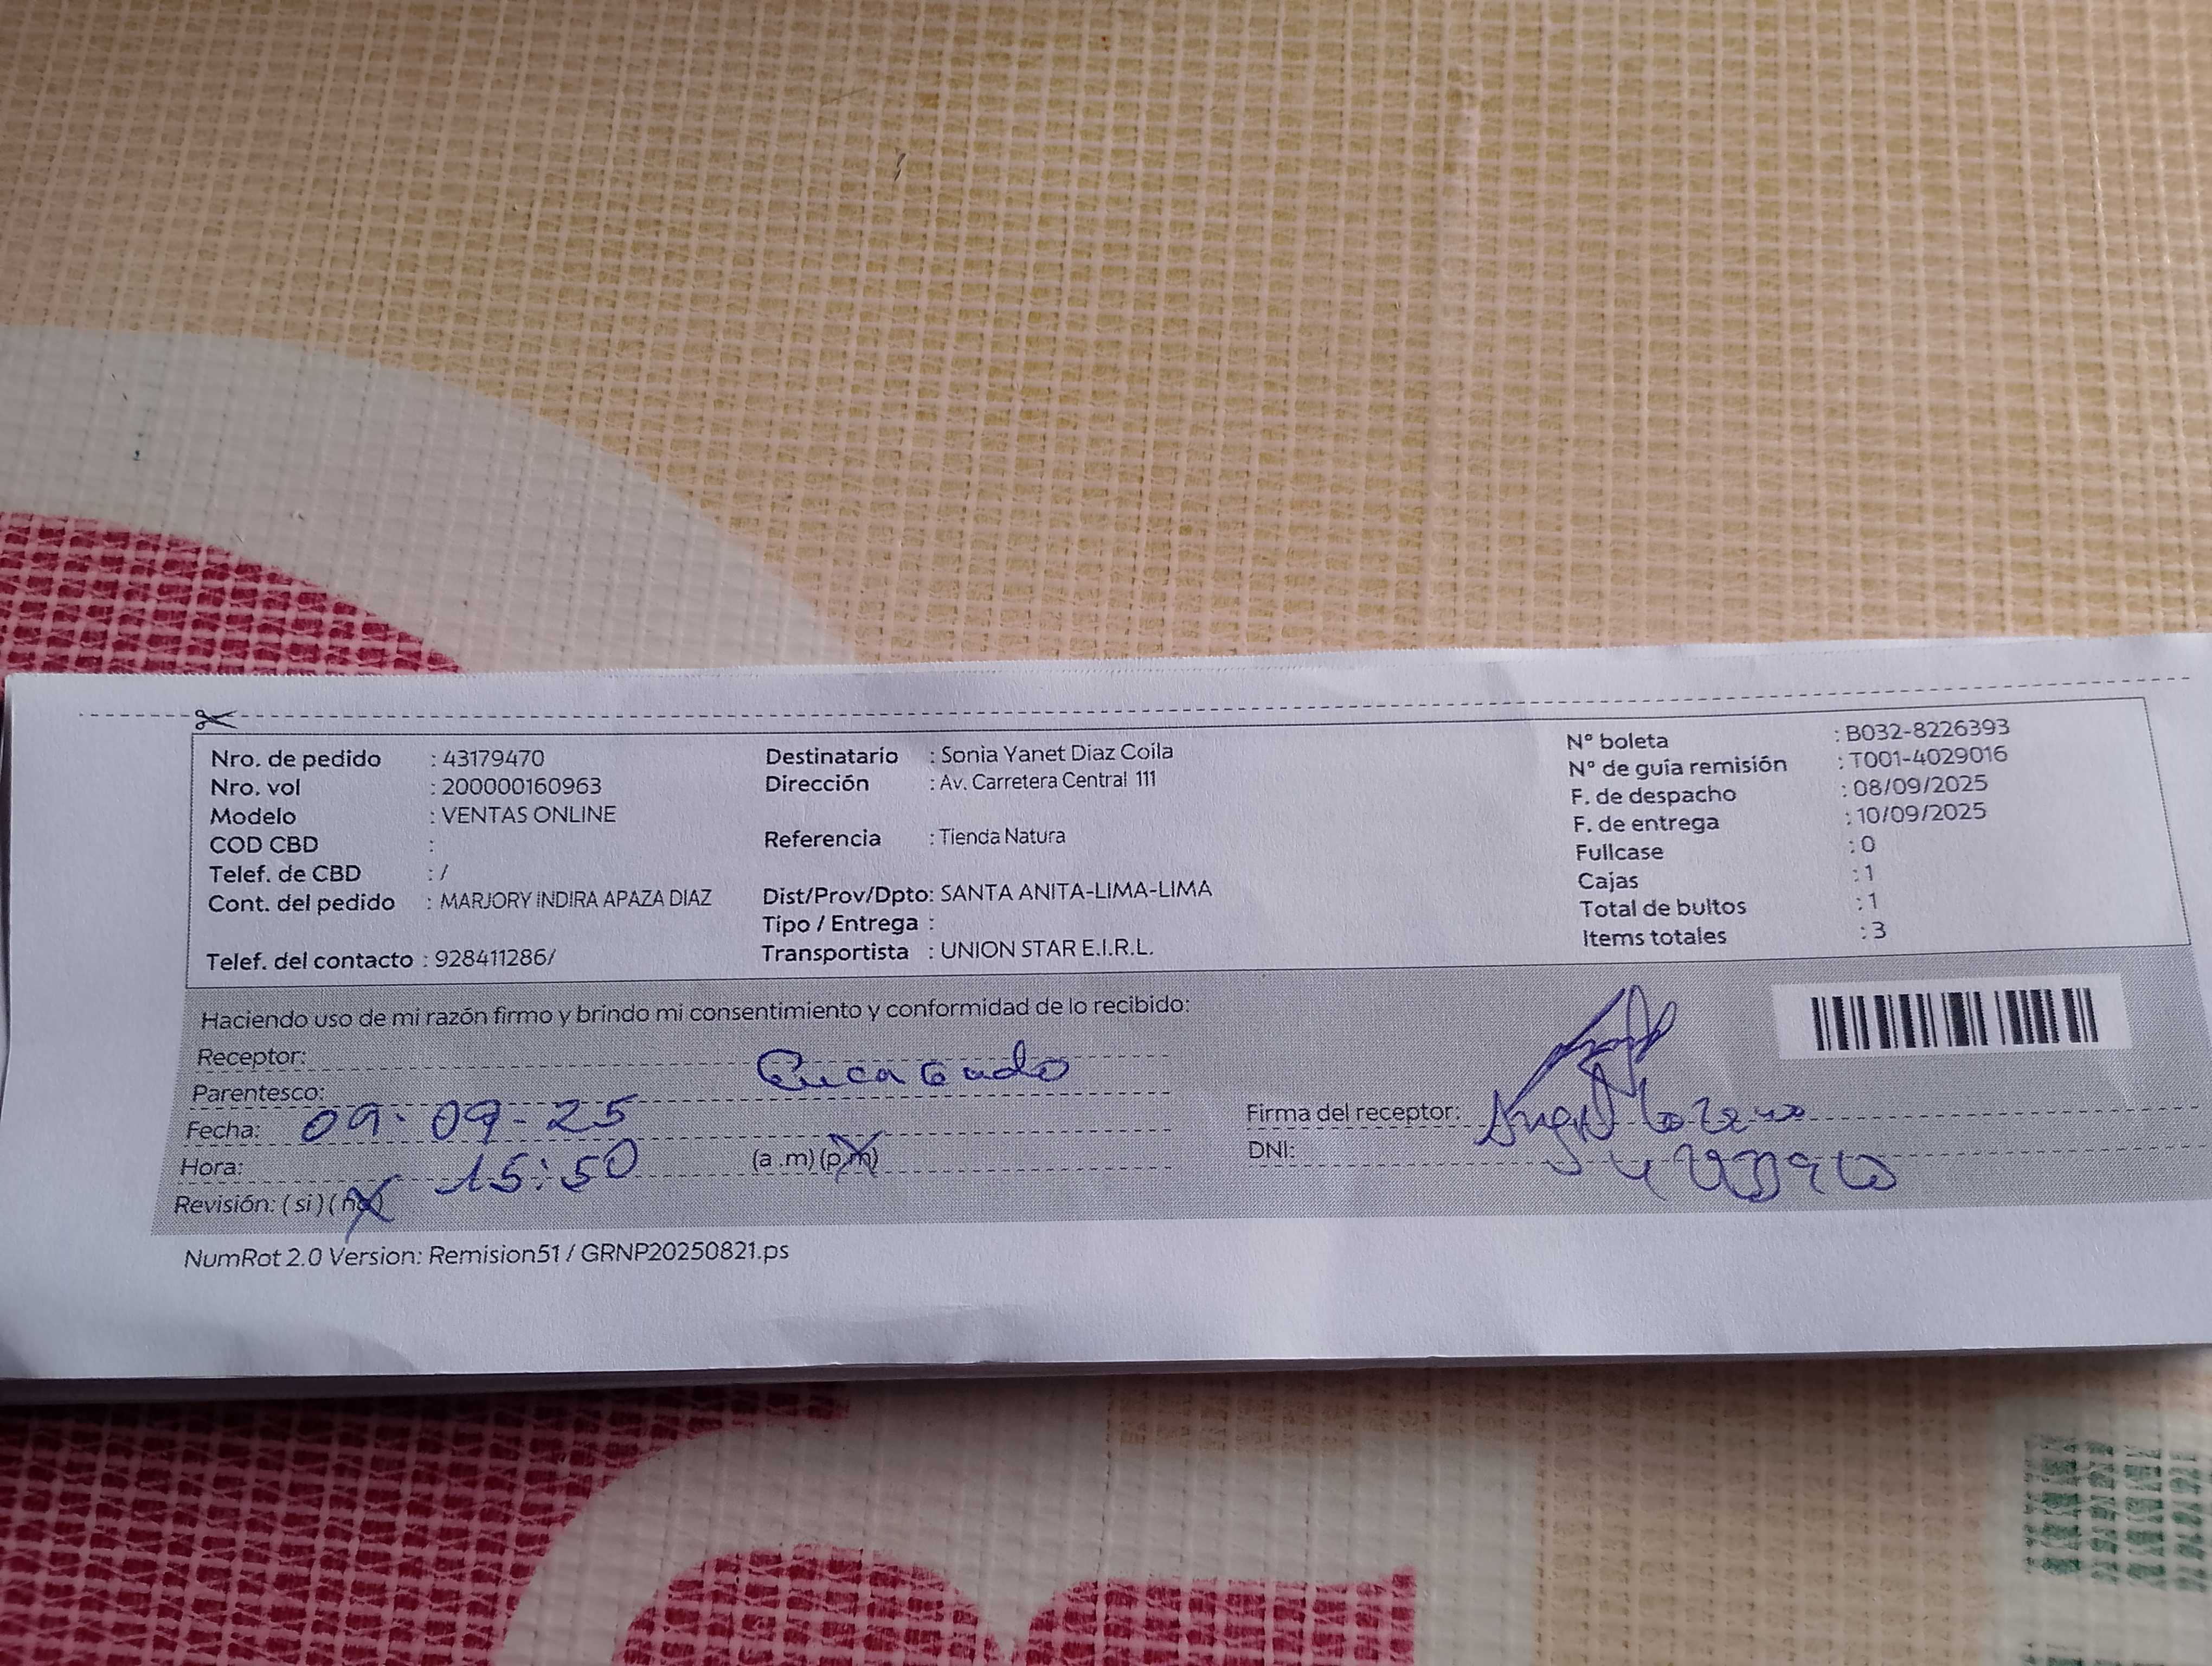 Nro. de pedido : 43179470
Nro. vol : 200000160963
Modelo : VENTAS ONLINE
COD CBD :
Telef. de CBD : /
Cont. del pedido : MARJORY INDIRA APAZA DIAZ
Telef. del contacto : 928411286/
Destinatario : Sonia Yanet Diaz Coila
Dirección : Av. Carretera Central 111
Referencia : Tienda Natura
Dist/Prov/Dpto: SANTA ANITA-LIMA-LIMA
Tipo / Entrega :
Transportista : UNION STAR E.I.R.L.
N° boleta : B032-8226393
N° de guía remisión : T001-4029016
F. de despacho : 08/09/2025
F. de entrega : 10/09/2025
Fullcase : 0
Cajas : 1
Total de bultos : 1
Items totales : 3
Haciendo uso de mi razón firmo y brindo mi consentimiento y conformidad de lo recibido:
Receptor:
Parentesco:
Fecha: 09-09-25
Hora: 15:50 (a .m) (p.m)
Revisión: ( si ) ( no )
Firma del receptor:
DNI:
NumRot 2.0 Version: Remision51 / GRNP20250821.ps